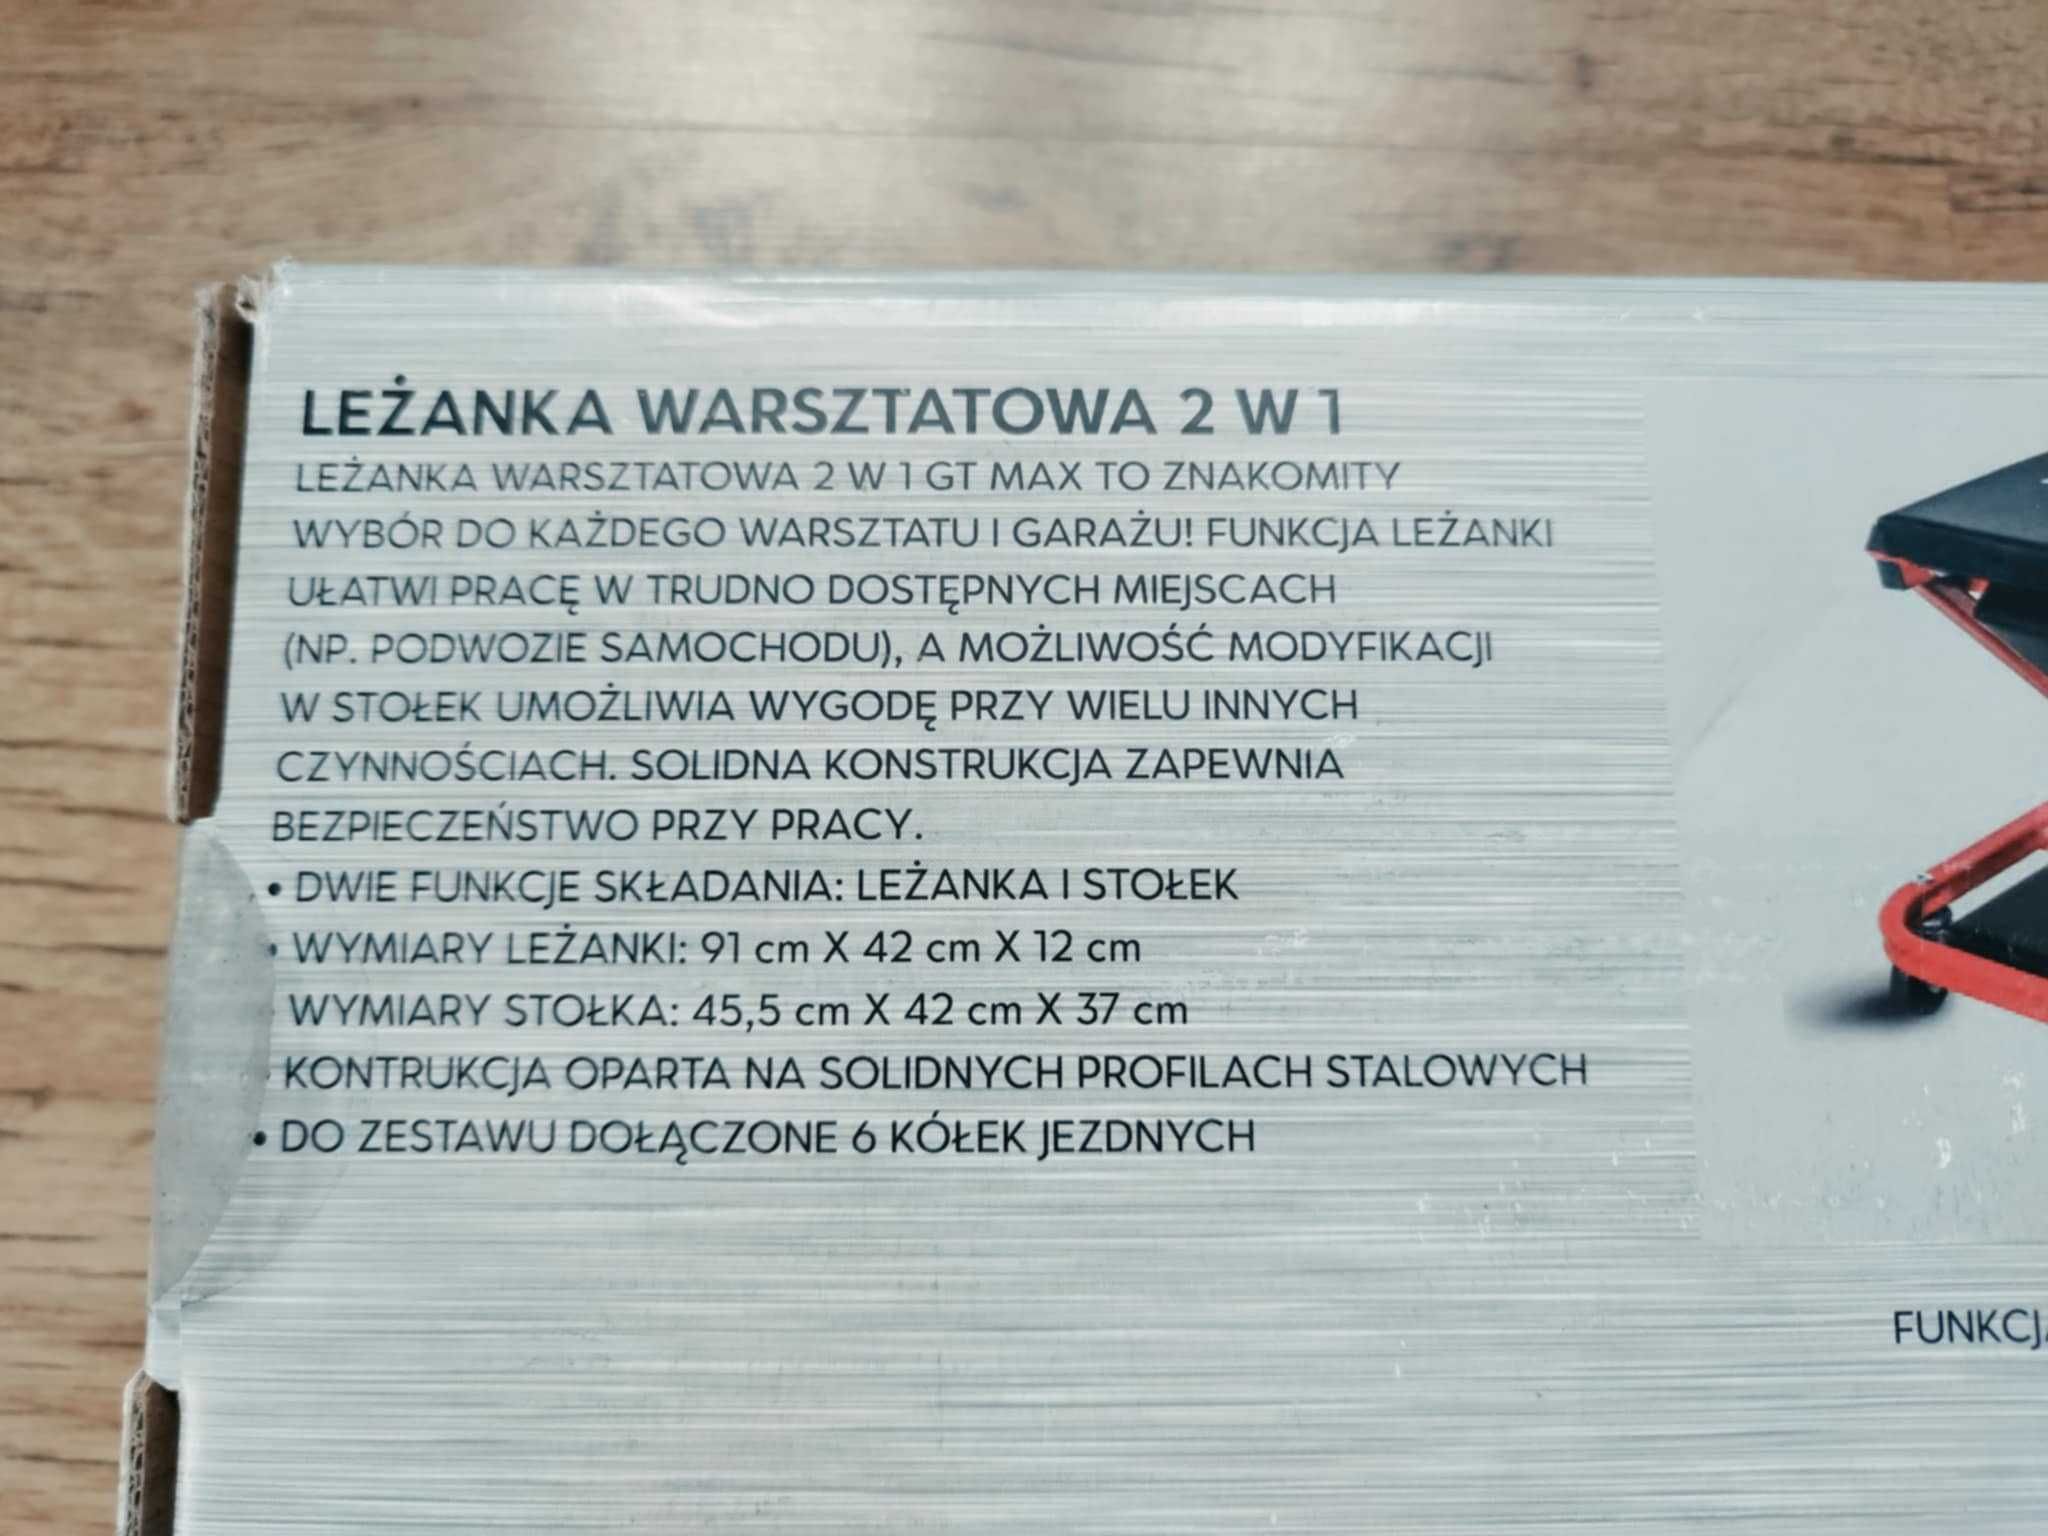 LEŻANKA WARSZTATOWA 2 W 1
LEŻANKA WARSZTATOWA 2 W 1 GT MAX TO ZNAKOMITY
WYBÓR DO KAŻDEGO WARSZTATU I GARAŻU! FUNKCJA LEŻANKI
UŁATWI PRACĘ W TRUDNO DOSTĘPNYCH MIEJSCACH
(NP. PODWOZIE SAMOCHODU), A MOŻLIWOŚĆ MODYFIKACJI
W STOŁEK UMOŻLIWIA WYGODĘ PRZY WIELU INNYCH
CZYNNOŚCIACH. SOLIDNA KONSTRUKCJA ZAPEWNIA
BEZPIECZEŃSTWO PRZY PRACY.
• DWIE FUNKCJE SKŁADANIA: LEŻANKA I STOŁEK
• WYMIARY LEŻANKI: 91 cm X 42 cm X 12 cm
WYMIARY STOŁKA: 45,5 cm X 42 cm X 37 cm
KONTRUKCJA OPARTA NA SOLIDNYCH PROFILACH STALOWYCH
• DO ZESTAWU DOŁĄCZONE 6 KÓŁEK JEZDNYCH